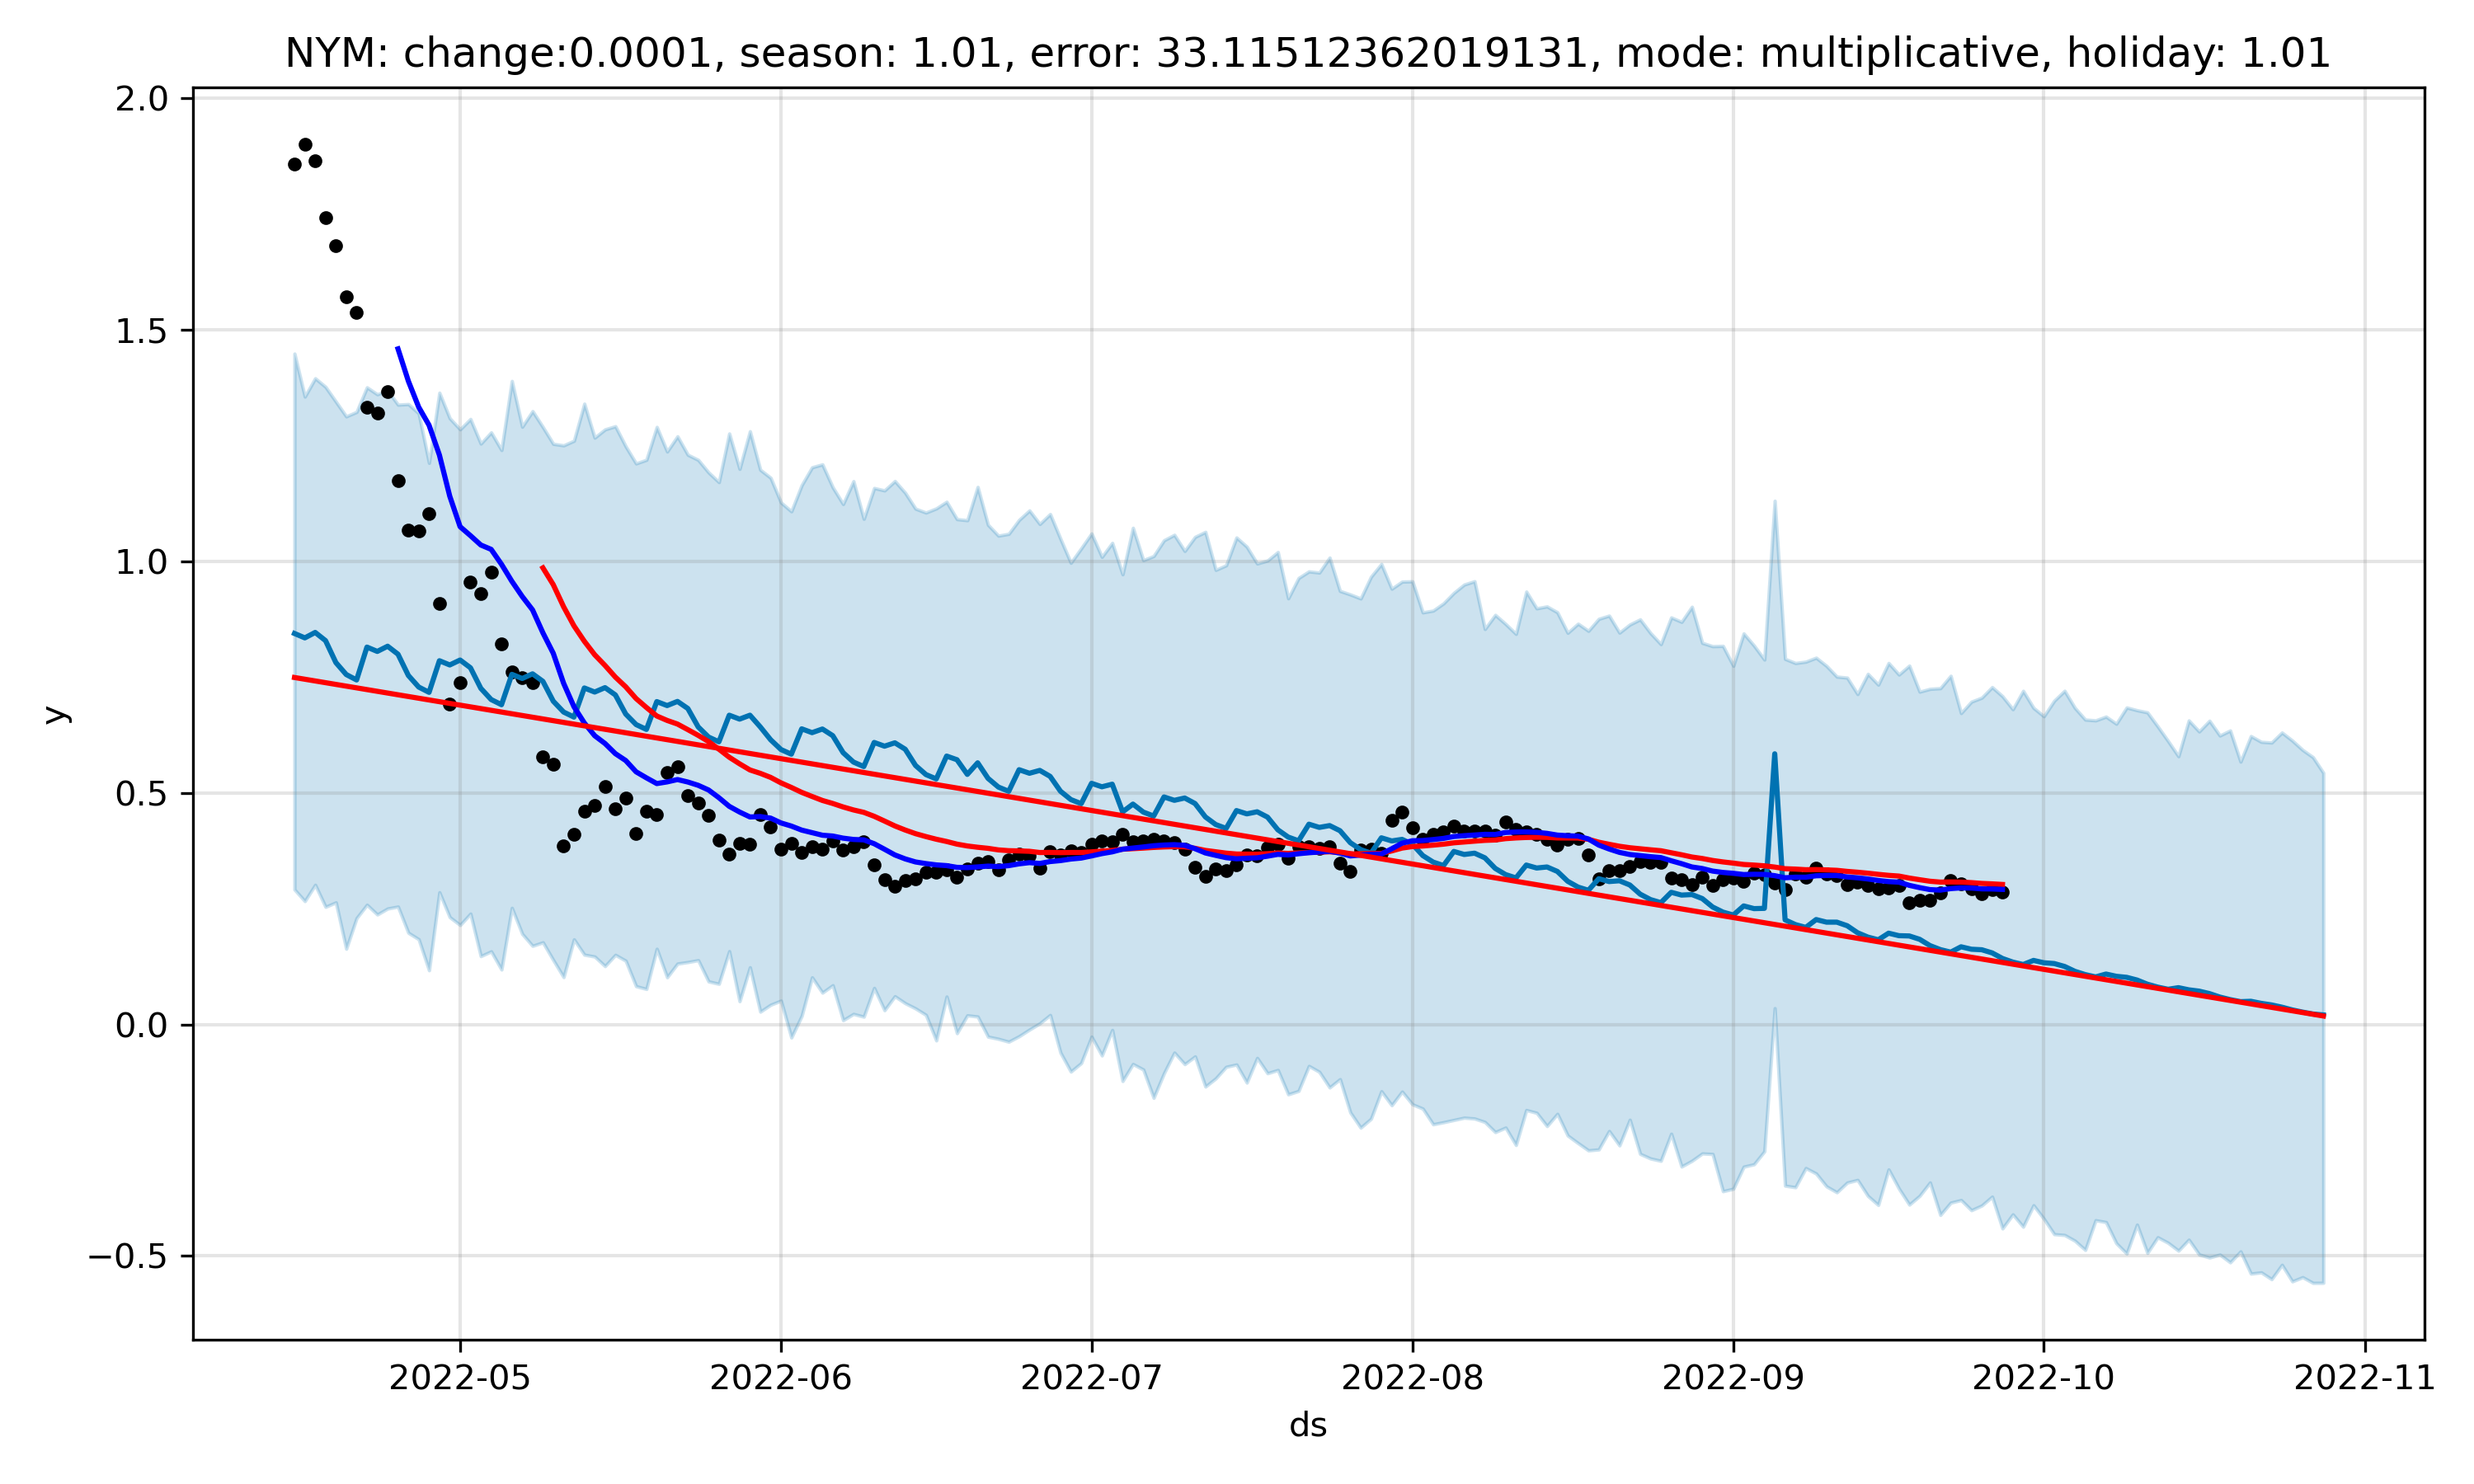 NYM: change:0.0001, season: 1.01, error: 33.11512362019131, mode: multiplicative, holiday: 1.01
2.0
1.5
1.0
0.5
0.0
−0.5
y
2022-05 2022-06 2022-07 2022-08 2022-09 2022-10 2022-11
ds